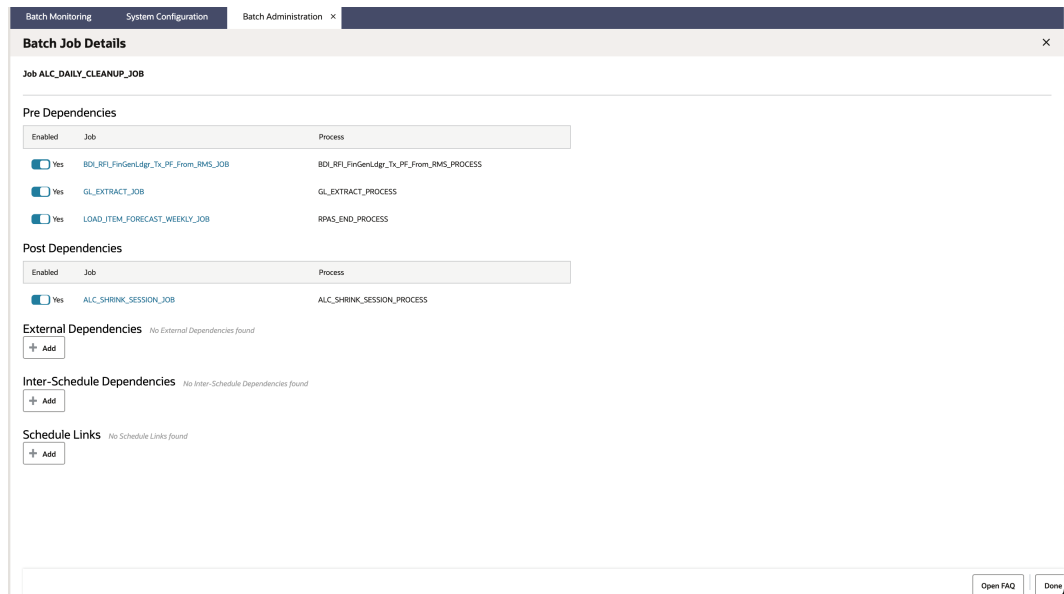 Batch Monitoring System Configuration Batch Administration ×
Batch Job Details ×
Job ALC_DAILY_CLEANUP_JOB
Pre Dependencies
Enabled Job Process
Yes BDI_RFI_FinGenLdgr_Tx_PF_From_RMS_JOB BDI_RFI_FinGenLdgr_Tx_PF_From_RMS_PROCESS
Yes GL_EXTRACT_JOB GL_EXTRACT_PROCESS
Yes LOAD_ITEM_FORECAST_WEEKLY_JOB RPAS_END_PROCESS
Post Dependencies
Enabled Job Process
Yes ALC_SHRINK_SESSION_JOB ALC_SHRINK_SESSION_PROCESS
External Dependencies No External Dependencies found
+ Add
Inter-Schedule Dependencies No Inter-Schedule Dependencies found
+ Add
Schedule Links No Schedule Links found
+ Add
Open FAQ Done